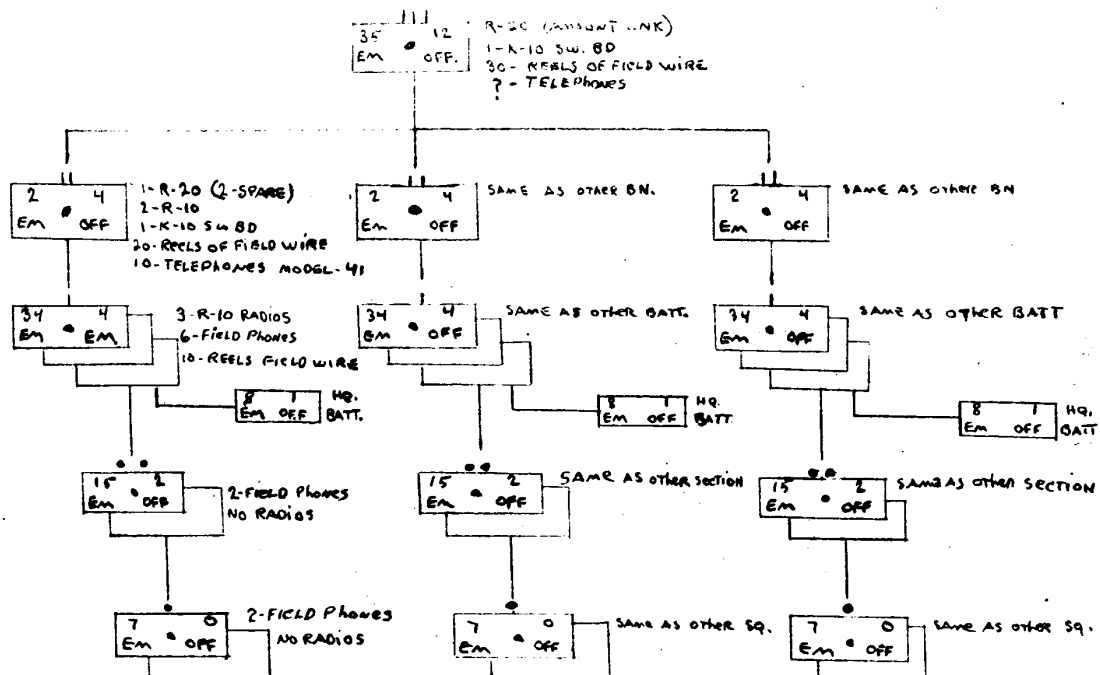 35 12
EM OFF.
R-20
1-K-10 SW. BD
30- REELS OF FIELD WIRE
? - TELEPHONES
2 4
EM OFF
1-R-20 (2-SPARE)
2-R-10
1-K-10 SW BD
20-REELS OF FIELD WIRE
10-TELEPHONES MODEL-41
2 4
EM OFF
SAME AS OTHER BN.
2 4
EM OFF
SAME AS OTHER BN
34 4
EM EM
3-R-10 RADIOS
6-FIELD PHONES
10-REELS FIELD WIRE
34 4
EM OFF
SAME AS OTHER BATT.
34 4
EM OFF
SAME AS OTHER BATT
8 1
EM OFF
HQ.
BATT.
8 1
EM OFF
HQ.
BATT
8 1
EM OFF
HQ.
BATT
15 2
EM OFF
2-FIELD PHONES
NO RADIOS
15 2
EM OFF
SAME AS OTHER SECTION
15 2
EM OFF
SAME AS OTHER SECTION
7 0
EM OFF
2-FIELD PHONES
NO RADIOS
7 0
EM OFF
SAME AS OTHER SQ.
7 0
EM OFF
SAME AS OTHER SQ.